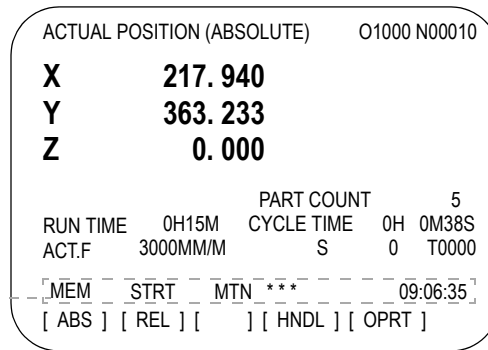 ACTUAL POSITION (ABSOLUTE) O1000 N00010
X 217. 940
Y 363. 233
Z 0. 000
PART COUNT 5
RUN TIME 0H15M CYCLE TIME 0H 0M38S
ACT.F 3000MM/M S 0 T0000
MEM STRT MTN * * * 09:06:35
[ ABS ] [ REL ] [ ] [ HNDL ] [ OPRT ]